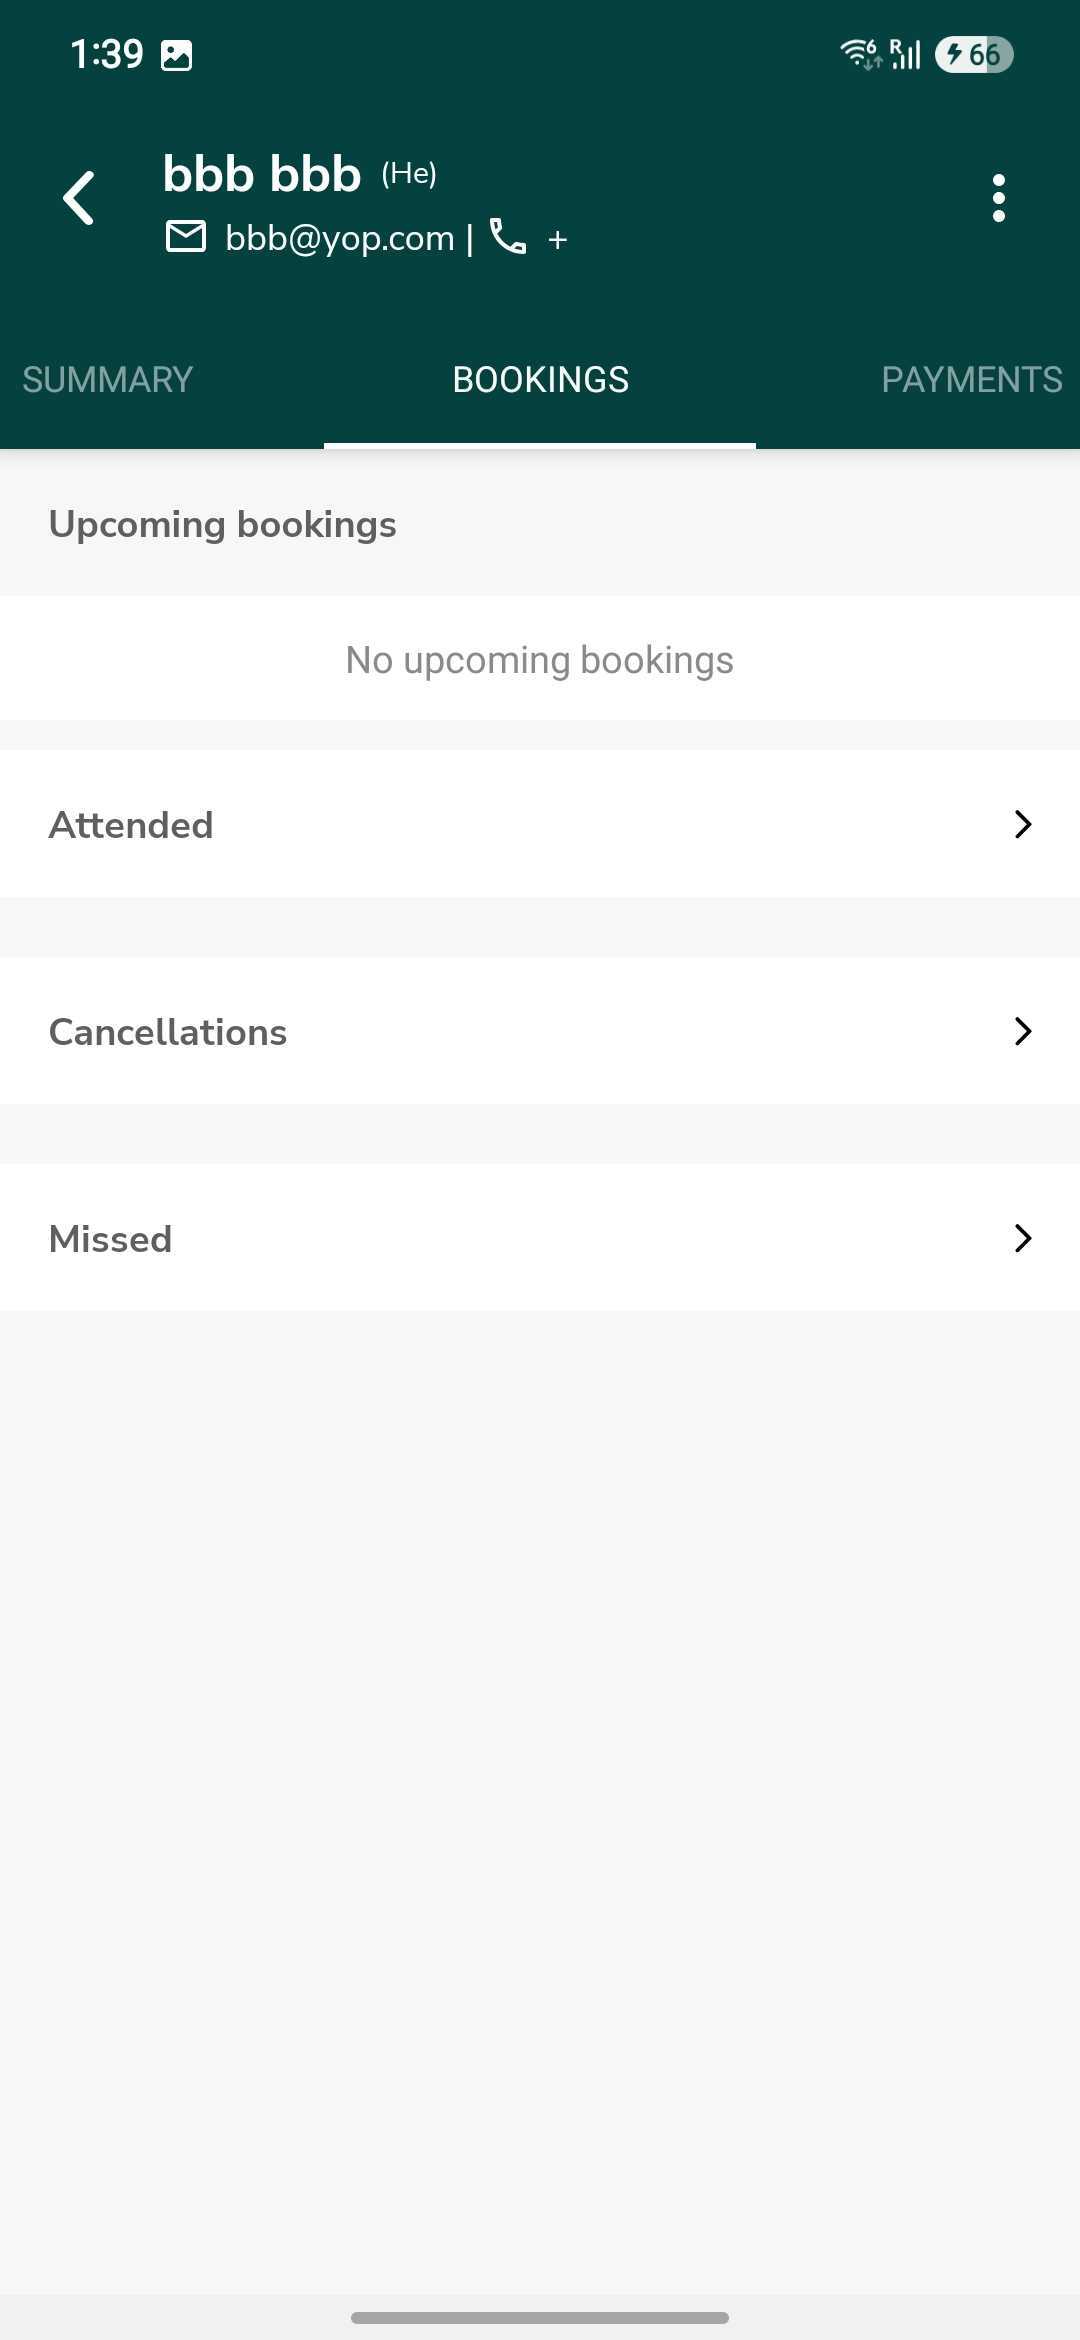 1:39
6 R 66
bbb bbb (He)
bbb@yop.com | +
SUMMARY BOOKINGS PAYMENTS
Upcoming bookings
No upcoming bookings
Attended
Cancellations
Missed